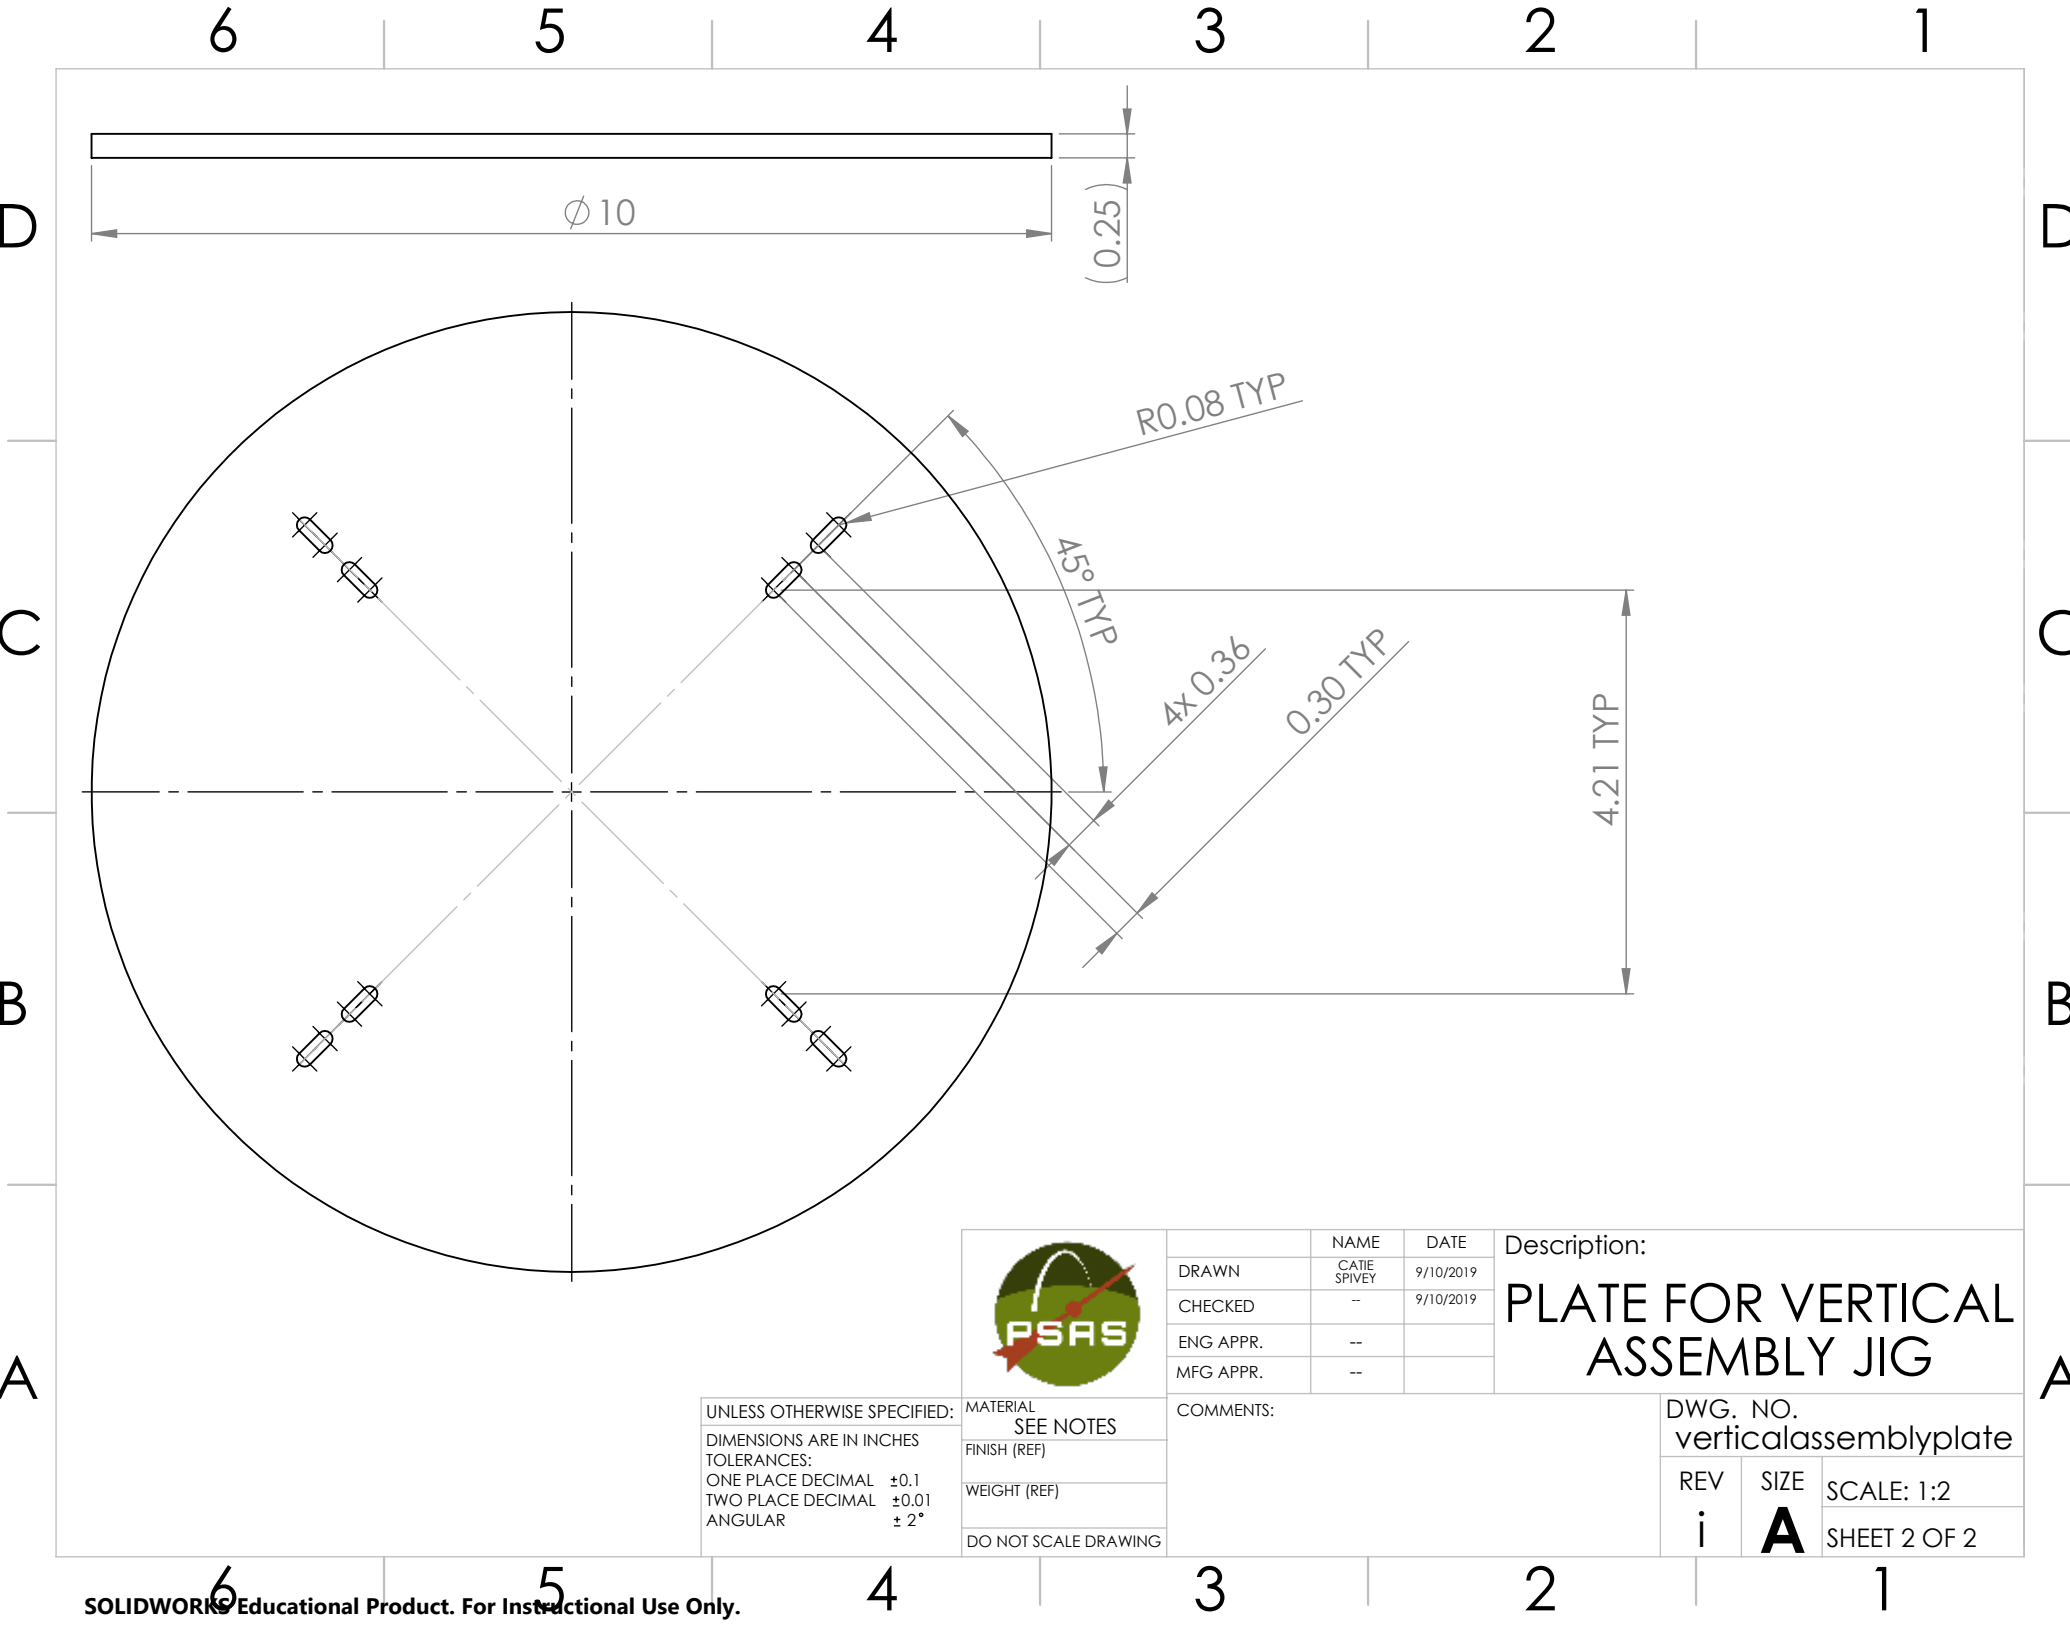 6 5 4 3 2 1
D D
∅10
(0.25)
R0.08 TYP
45° TYP
C C
4x 0.36
0.30 TYP
4.21 TYP
B B
A A
PSAS
NAME DATE
DRAWN CATIE SPIVEY 9/10/2019
CHECKED -- 9/10/2019
ENG APPR. --
MFG APPR. --
Description:
PLATE FOR VERTICAL
ASSEMBLY JIG
UNLESS OTHERWISE SPECIFIED:
DIMENSIONS ARE IN INCHES
TOLERANCES:
ONE PLACE DECIMAL ±0.1
TWO PLACE DECIMAL ±0.01
ANGULAR ± 2°
MATERIAL
SEE NOTES
FINISH (REF)
WEIGHT (REF)
DO NOT SCALE DRAWING
COMMENTS:
DWG. NO.
verticalassemblyplate
REV
i
SIZE
A
SCALE: 1:2
SHEET 2 OF 2
6 5 4 3 2 1
SOLIDWORKS Educational Product. For Instructional Use Only.